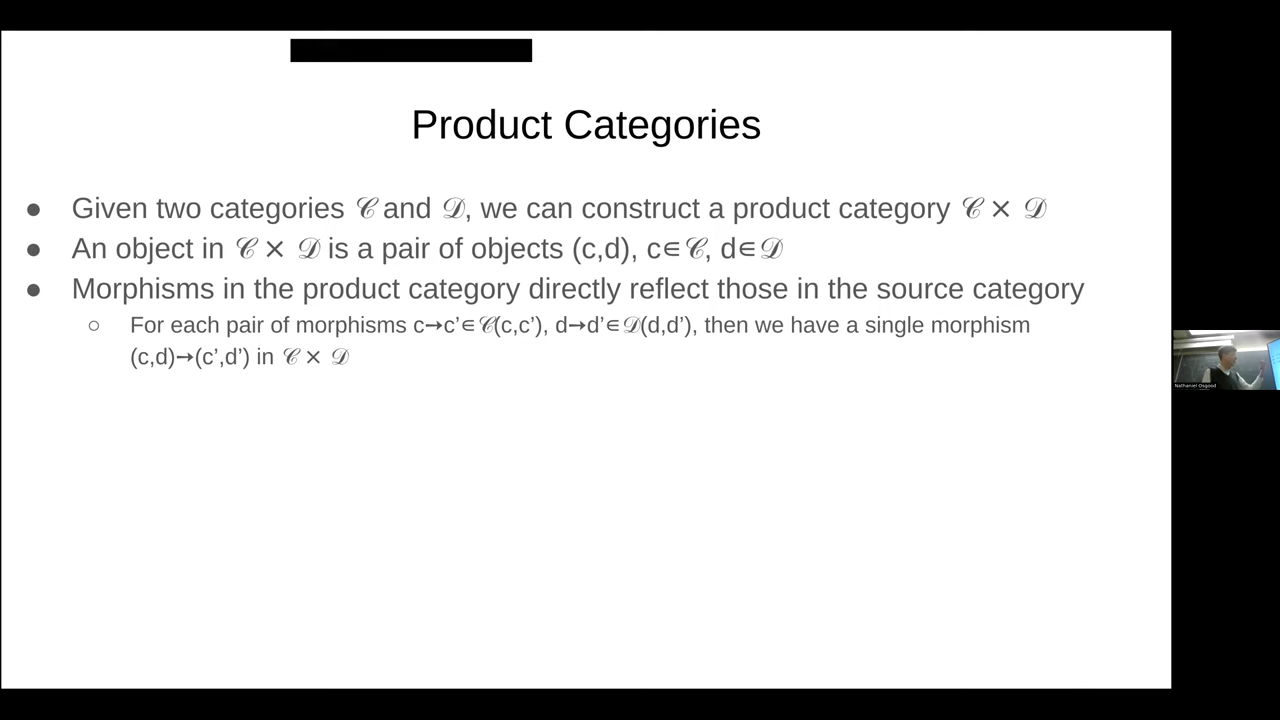 Product Categories
● Given two categories 𝒞 and 𝒟, we can construct a product category 𝒞 × 𝒟
● An object in 𝒞 × 𝒟 is a pair of objects (c,d), c∈𝒞, d∈𝒟
● Morphisms in the product category directly reflect those in the source category
○ For each pair of morphisms c→c’∈𝒞(c,c’), d→d’∈𝒟(d,d’), then we have a single morphism
(c,d)→(c’,d’) in 𝒞 × 𝒟
Nathaniel Osgood